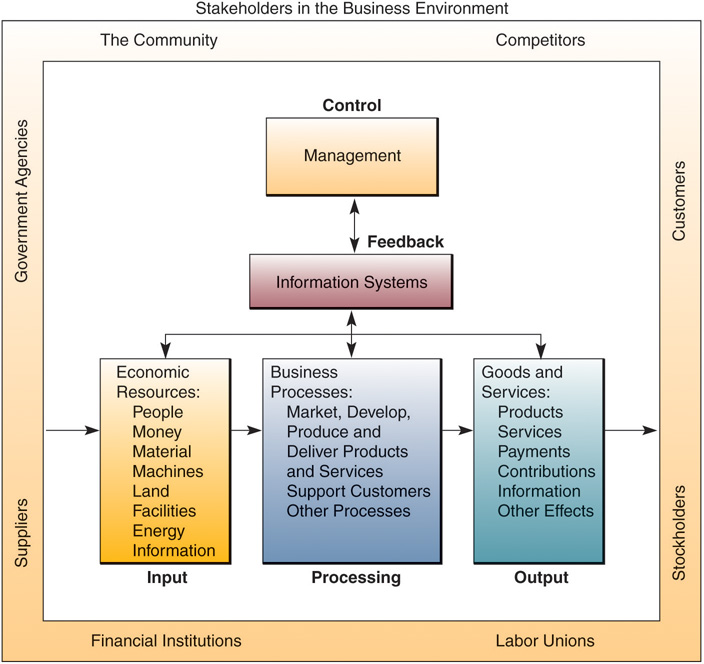 Stakeholders in the Business Environment
The Community
Competitors
Government Agencies
Customers
Control
Management
Feedback
Information Systems
Economic
Resources:
People
Money
Material
Machines
Land
Facilities
Energy
Information
Input
Business
Processes:
Market, Develop,
Produce and
Deliver Products
and Services
Support Customers
Other Processes
Processing
Goods and
Services:
Products
Services
Payments
Contributions
Information
Other Effects
Output
Suppliers
Stockholders
Financial Institutions
Labor Unions